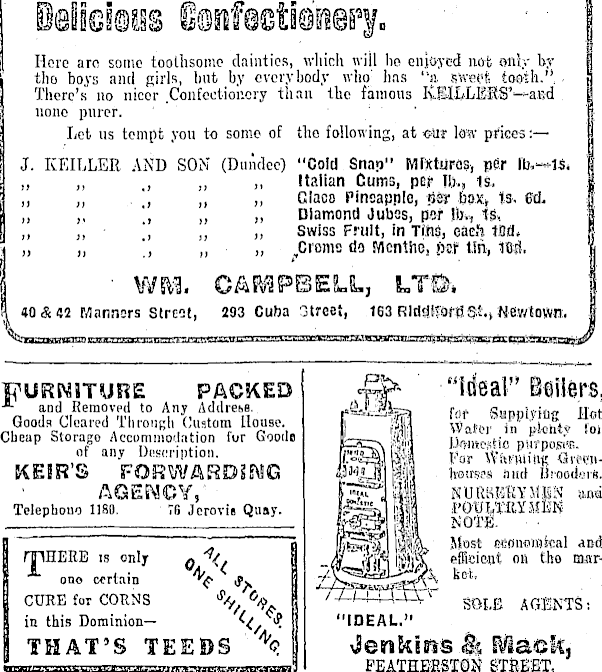 Delicious Confectionery.
Here are some toothsome dainties, which will be enjoyed not only by
the boys and girls, but by everybody who has "a sweet tooth."
There's no nicer Confectionery than the famous KEILLERS'—and
none purer.
Let us tempt you to some of the following, at our low prices:—
J. KEILLER AND SON (Dundee) "Cold Snap" Mixtures, per lb.—1s.
" " " " " Italian Gums, per lb., 1s.
" " " " " Glace Pineapple, per box, 1s. 6d.
" " " " " Diamond Jubes, per lb., 1s.
" " " " " Swiss Fruit, in Tins, each 10d.
" " " " " Creme de Menthe, per tin, 10d.
WM. CAMPBELL, LTD.
40 & 42 Manners Street, 293 Cuba Street, 163 Riddiford St., Newtown.
FURNITURE PACKED
and Removed to Any Address.
Goods Cleared Through Custom House.
Cheap Storage Accommodation for Goods
of any Description.
KEIR'S FORWARDING
AGENCY,
Telephone 1180. 76 Jervois Quay.
THERE is only
one certain
CURE for CORNS
in this Dominion—
THAT'S TEEDS
ALL STORES.
ONE SHILLING.
IDEAL
"IDEAL."
"Ideal" Boilers,
for Supplying Hot
Water in plenty for
Domestic purposes.
For Warming Green-
houses and Brooders.
NURSERYMEN and
POULTRYMEN
NOTE.
Most economical and
efficient on the mar-
ket.
SOLE AGENTS:
Jenkins & Mack,
FEATHERSTON STREET.